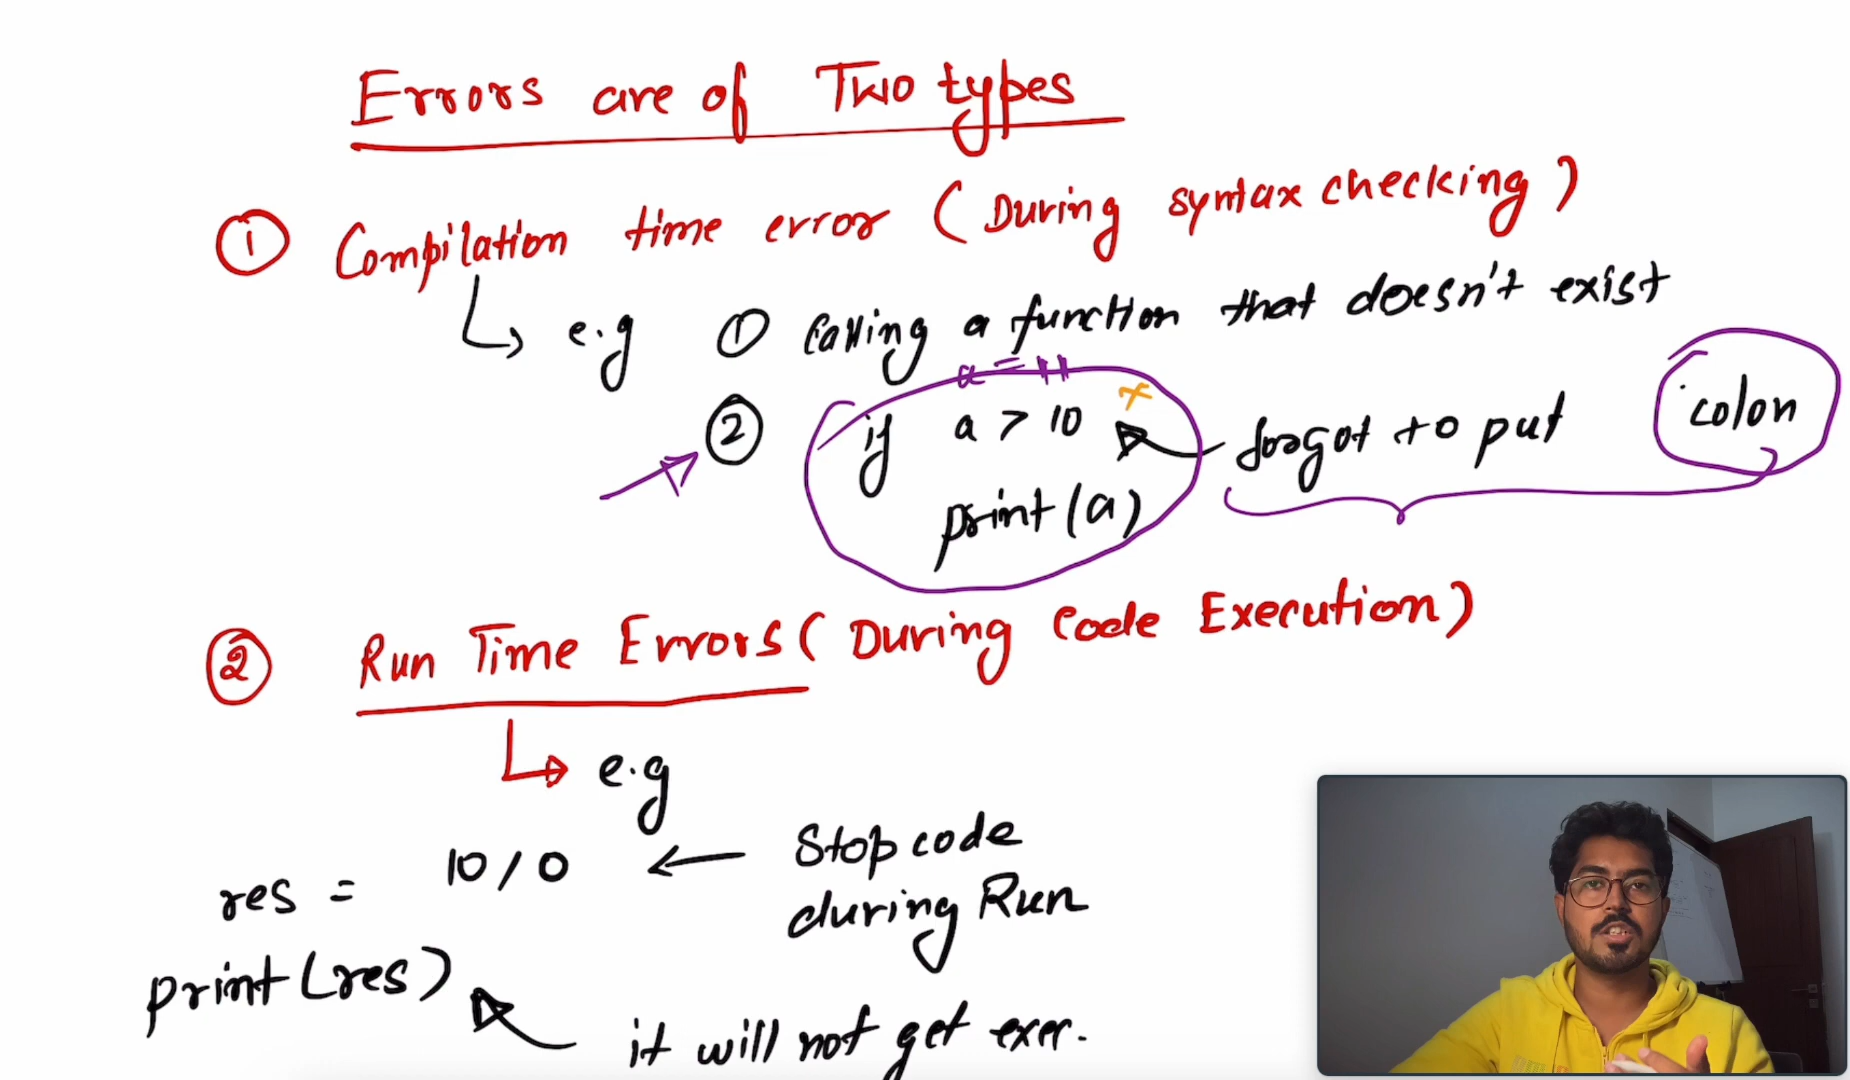 Errors are of Two types
① Compilation time error (During syntax checking)
e.g ① Calling a function that doesn't exist
a = 11
② if a > 10 x forgot to put colon
print(a)
② Run Time Errors (During Code Execution)
e.g
res = 10/0 ← Stop code
during Run
print(res)
it will not get exec.